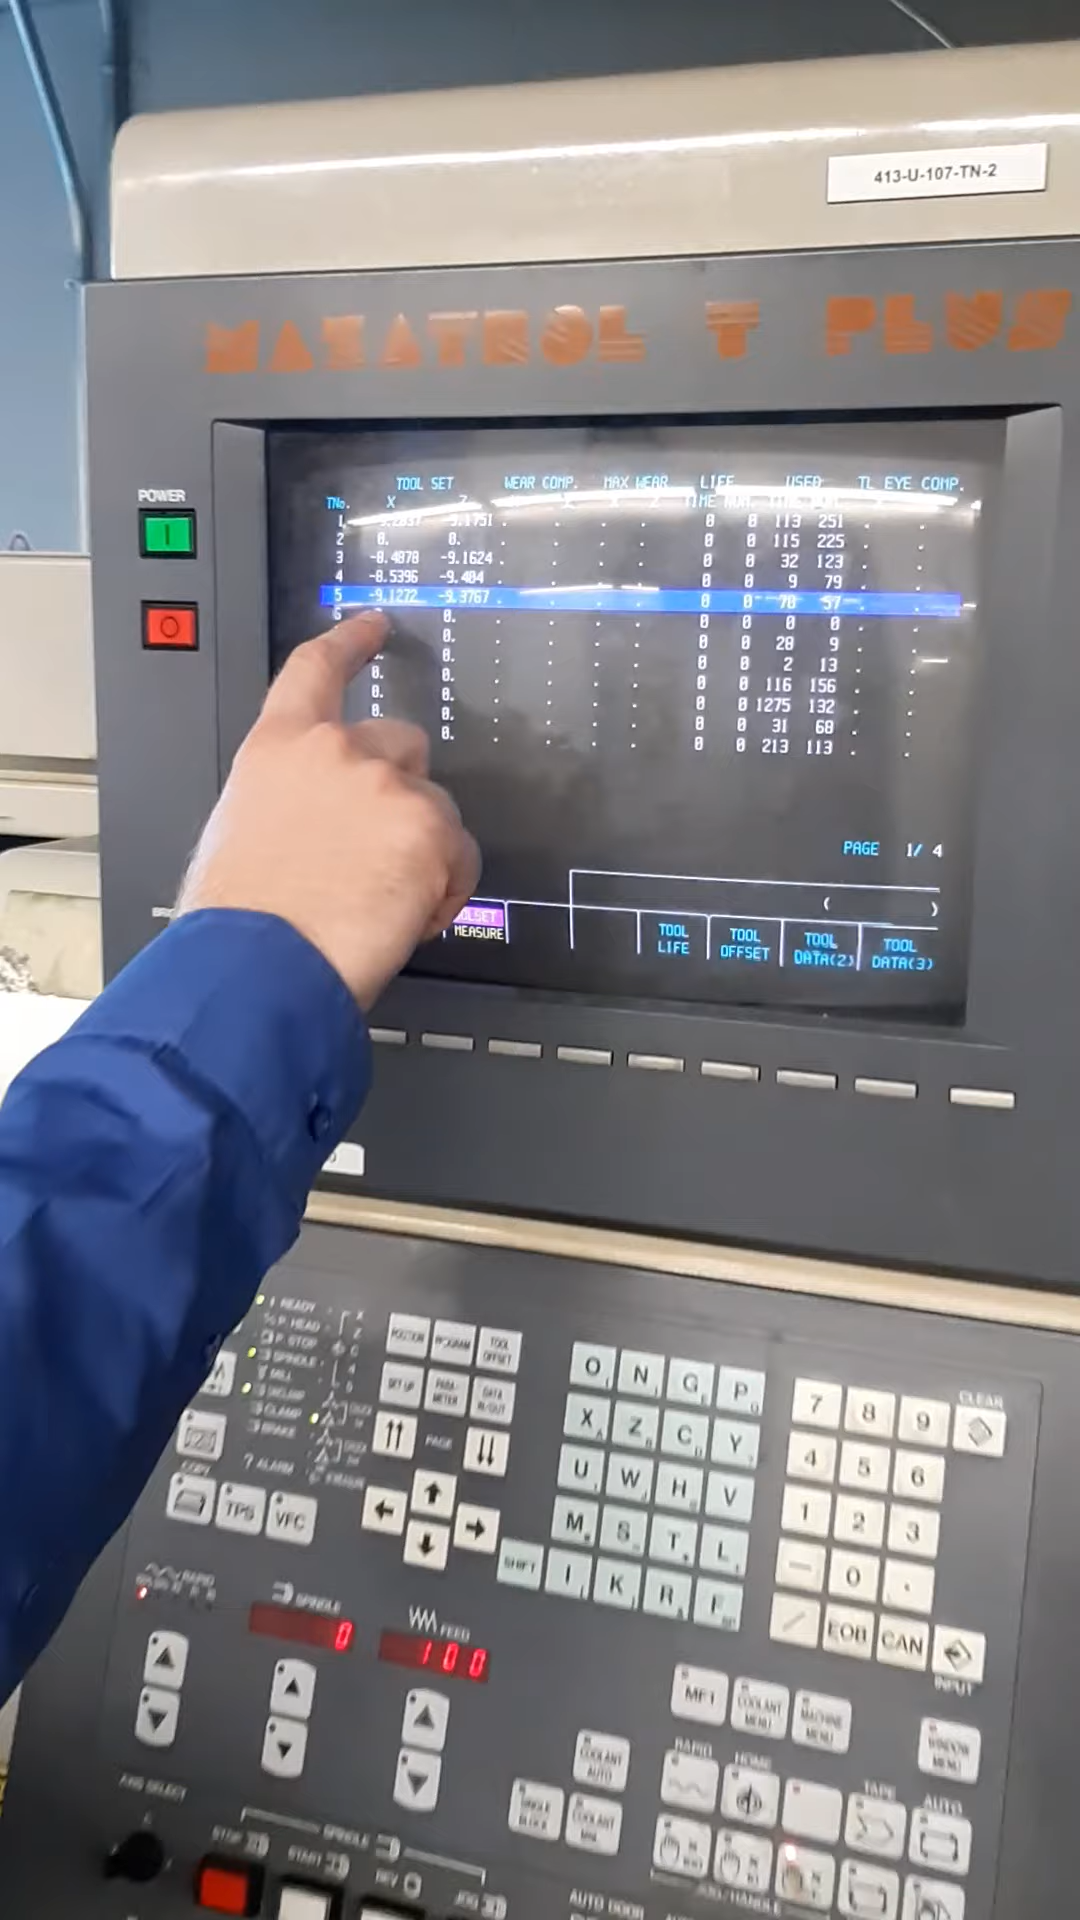 413-U-107-TN-2
MAZATROL T PLUS
POWER
TOOL SET WEAR COMP. MAX WEAR LIFE USED TL EYE COMP.
TNo. X Z
1 -9.1751 0 0 113 251
2 0. 0. 0 0 115 225
3 -8.4878 -9.1624 0 0 32 123
4 -8.5396 -9.404 0 0 9 79
5 -9.1272 -9.3767 0 0 70 57
6 0. 0 0 0 0
0. 0 0 28 9
0. 0 0 2 13
0. 0. 0 0 116 156
0. 0. 0 0 1275 132
0. 0. 0 0 31 68
0. 0 0 213 113
PAGE 1/ 4
( )
MEASURE
TOOL LIFE
TOOL OFFSET
TOOL DATA(2)
TOOL DATA(3)
READY
P. HEAD
P. STOP
SPINDLE
MILL
UNCLAMP
CLAMP
BRAKE
? ALARM
POSITION PROGRAM TOOL OFFSET
SET UP PARA-METER DATA IN/OUT
PAGE
COPY
TPS VFC
O N G P
X Z C Y
U W H V
M S T L
SHIFT I K R F
CLEAR
7 8 9
4 5 6
1 2 3
- 0 .
/ EOB CAN
INPUT
RAPID
SPINDLE
0
FEED
100
MF1 COOLANT MENU MACHINE MENU
WINDOW MENU
COOLANT AUTO
SINGLE BLOCK
RAPID HOME TAPE AUTO
AXIS SELECT
SPINDLE
STOP START REV JOG
AUTO DOOR
JOG/HANDLE